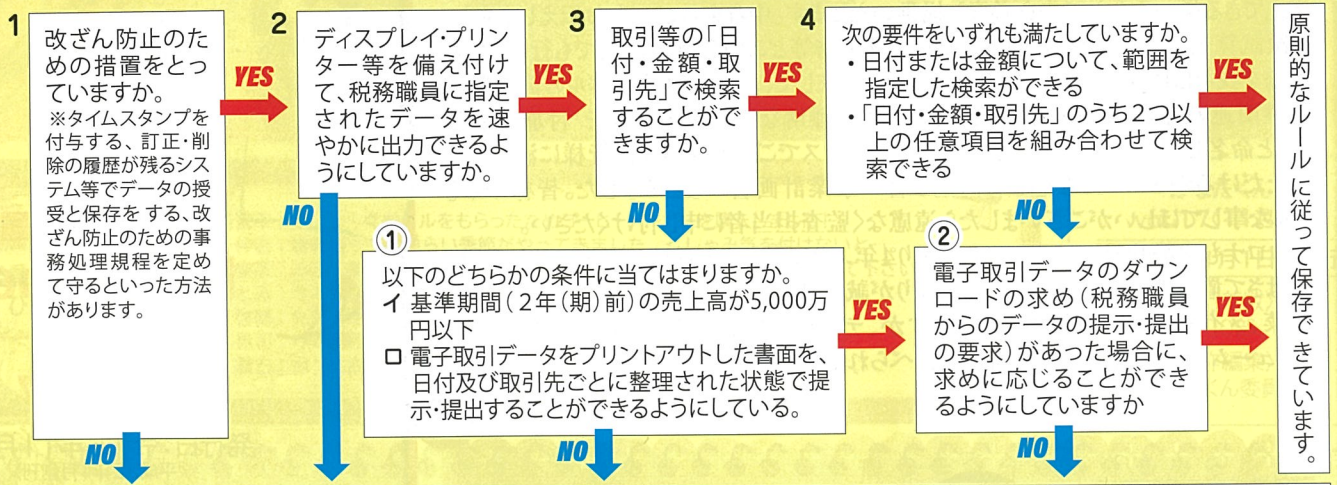 1
改ざん防止のた
めの措置をとっ
ていますか。
※タイムスタンプを
付与する、訂正・削
除の履歴が残るシス
テム等でデータの授
受と保存を する、改
ざん防止のための事
務処理規程を定め
て守るといった方法
があります。
YES
NO
2
ディスプレイ・プリン
ター等を備え付け
て、税務職員に指定
されたデータを速
やかに出力できるよ
うにしていますか。
YES
NO
3
取引等の「日
付・金額・取
引先」で検索
することがで
きますか。
YES
NO
4
次の要件をいずれも満たしていますか。
・日付または金額について、範囲を
指定した検索ができる
・「日付・金額・取引先」のうち2つ以
上の任意項目を組み合わせて検
索できる
YES
NO
①
以下のどちらかの条件に当てはまりますか。
イ 基準期間(2年(期)前)の売上高が5,000万
円以下
ロ 電子取引データをプリントアウトした書面を、
日付及び取引先ごとに整理された状態で提
示・提出することができるようにしている。
YES
NO
②
電子取引データのダウン
ロードの求め(税務職員
からのデータの提示・提出
の要求)があった場合に、
求めに応じることができ
るようにしていますか
YES
NO
原則的なルール に従って保存で きています。